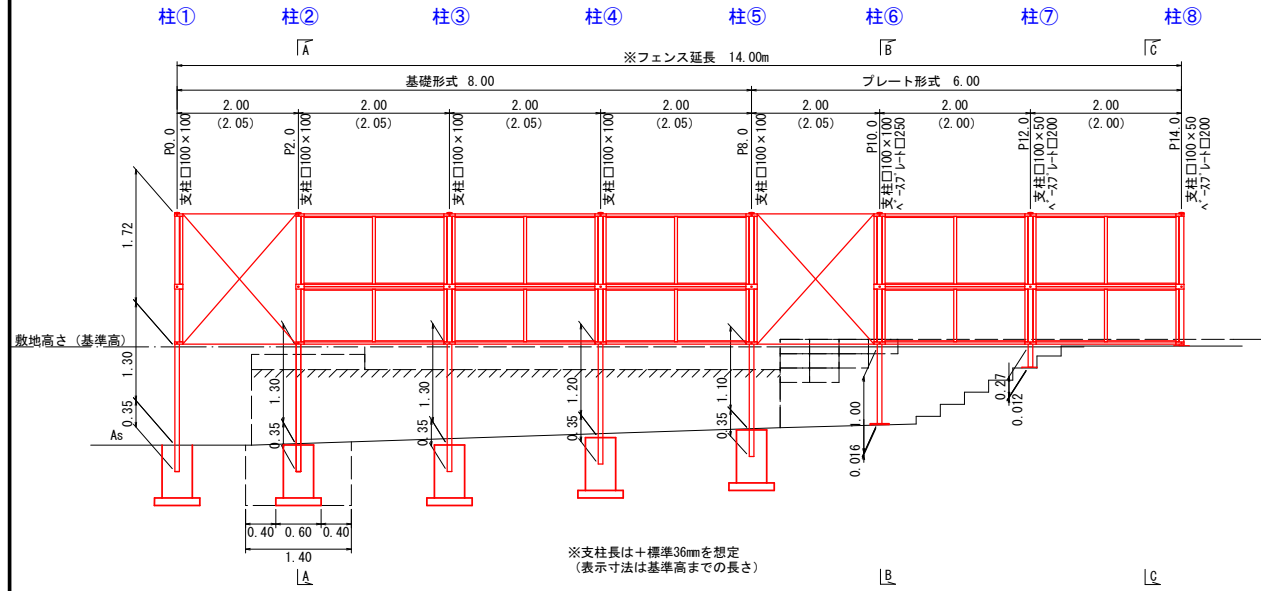 柱①
柱②
柱③
柱④
柱⑤
柱⑥
柱⑦
柱⑧
A
B
C
※フェンス延長 14.00m
基礎形式 8.00
プレート形式 6.00
2.00
2.00
2.00
2.00
2.00
2.00
2.00
(2.05)
(2.05)
(2.05)
(2.05)
(2.05)
(2.00)
(2.00)
P0.0
支柱□100×100
P2.0
支柱□100×100
支柱□100×100
支柱□100×100
P8.0
支柱□100×100
P10.0
支柱□100×100
ベースプレート□250
P12.0
支柱□100×50
ベースプレート□200
P14.0
支柱□100×50
ベースプレート□200
1.72
敷地高さ(基準高)
1.30
0.35
As
1.30
0.35
1.30
0.35
1.20
0.35
1.10
0.35
1.00
0.016
0.27
0.012
0.40
0.60
0.40
1.40
※支柱長は+標準36mmを想定
(表示寸法は基準高までの長さ)
A
B
C